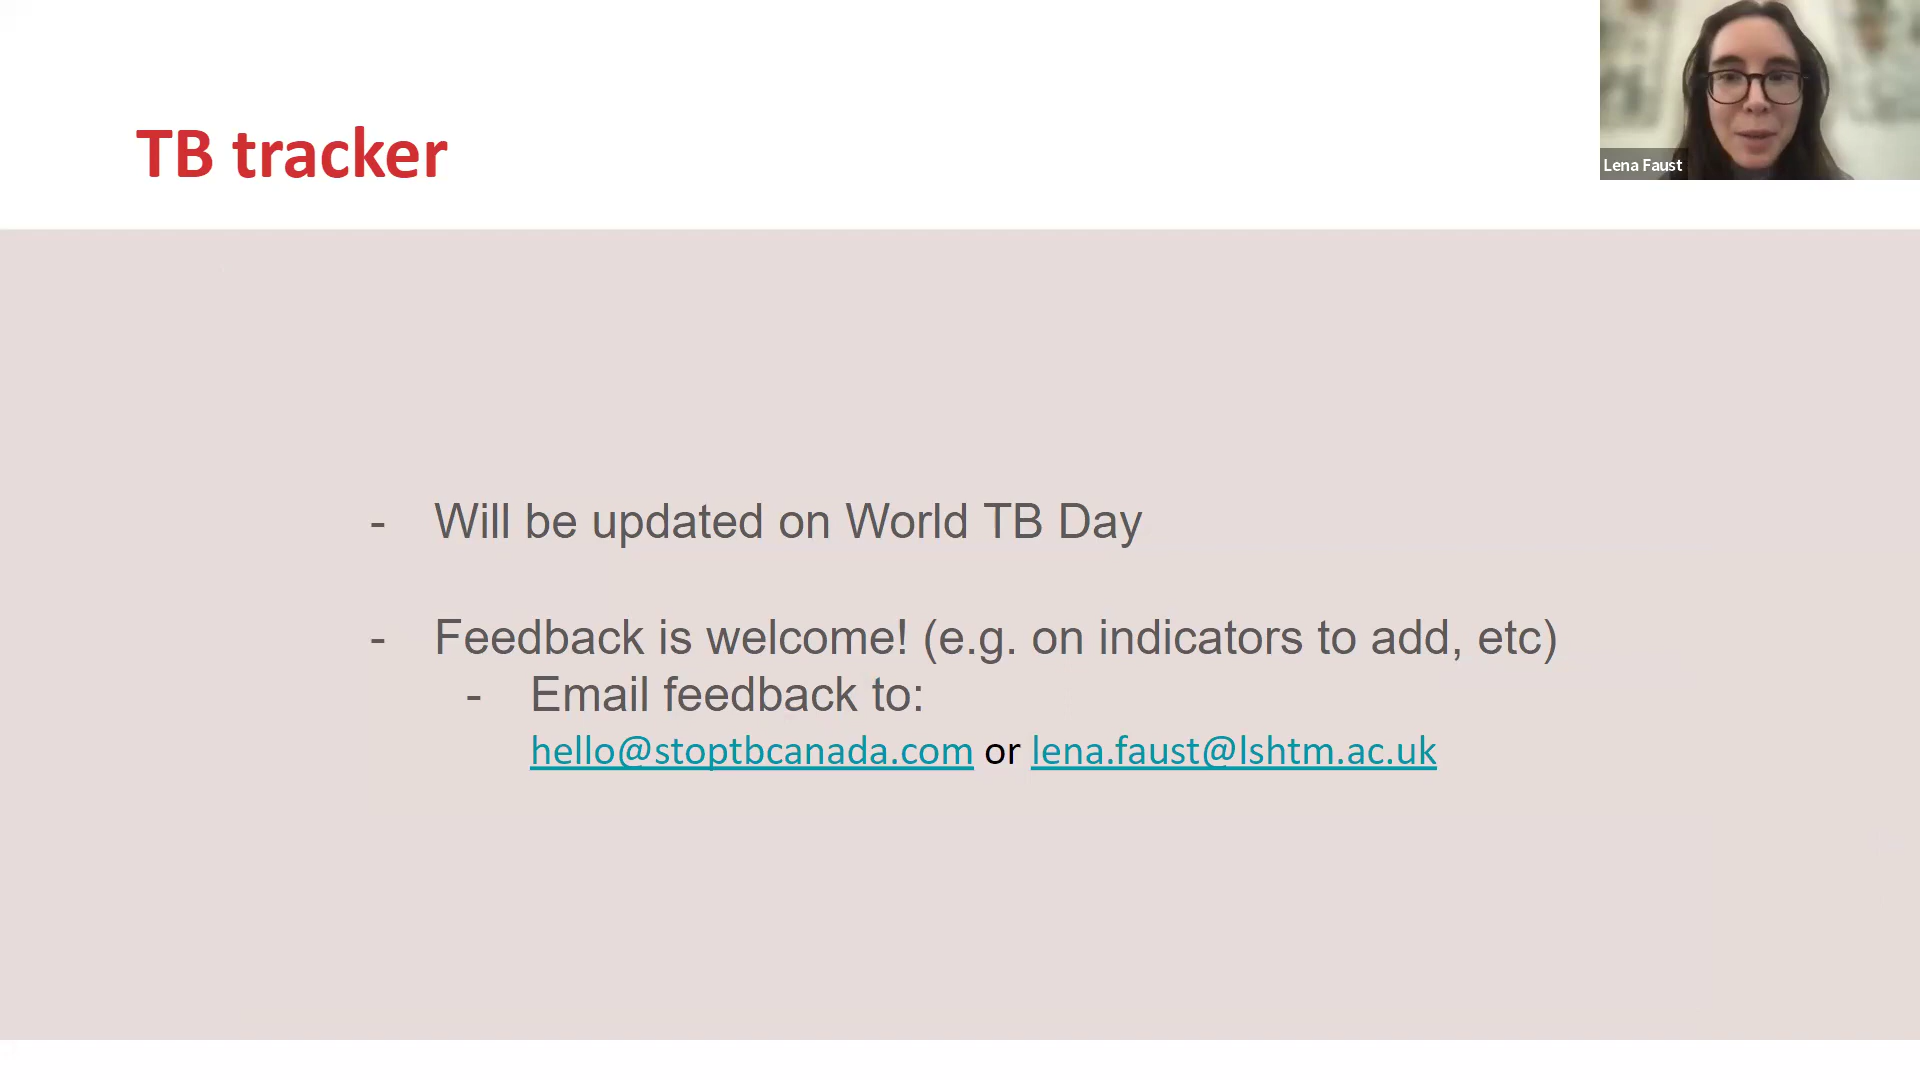 TB tracker
Lena Faust
- Will be updated on World TB Day
- Feedback is welcome! (e.g. on indicators to add, etc)
- Email feedback to:
hello@stoptbcanada.com or lena.faust@lshtm.ac.uk